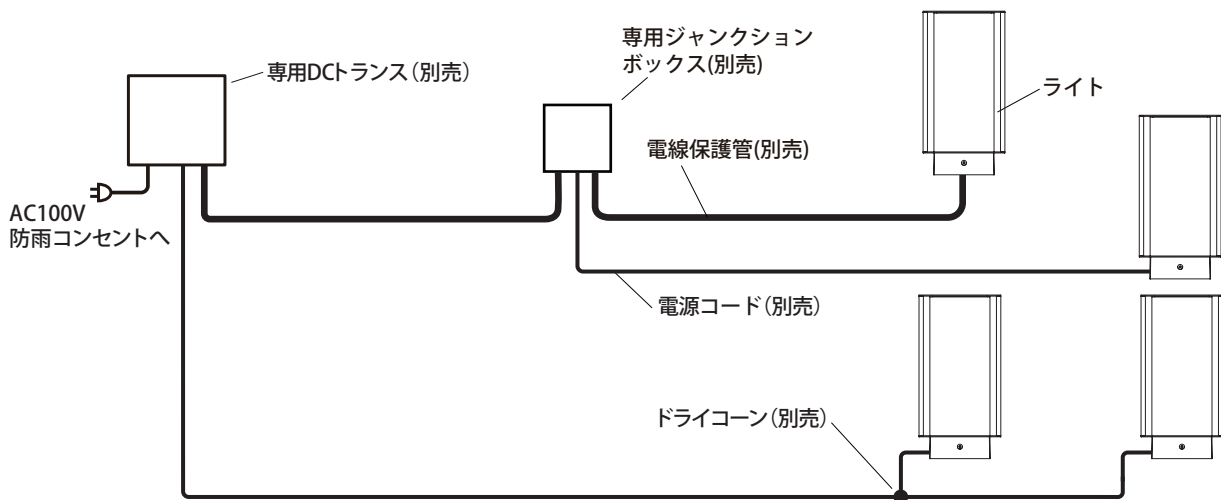 専用DCトランス（別売）
専用ジャンクション
ボックス(別売)
ライト
電線保護管(別売)
AC100V
防雨コンセントへ
電源コード（別売）
ドライコーン（別売）